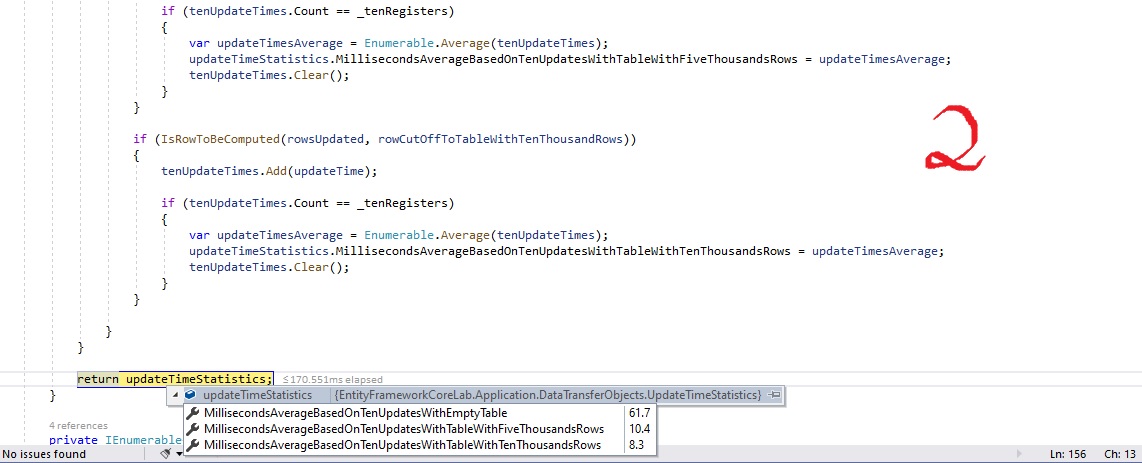 if (tenUpdateTimes.Count == _tenRegisters)
{
var updateTimesAverage = Enumerable.Average(tenUpdateTimes);
updateTimeStatistics.MillisecondsAverageBasedOnTenUpdatesWithTableWithFiveThousandsRows = updateTimesAverage;
tenUpdateTimes.Clear();
}
}
if (IsRowToBeComputed(rowsUpdated, rowCutOffToTableWithTenThousandRows))
{
tenUpdateTimes.Add(updateTime);
if (tenUpdateTimes.Count == _tenRegisters)
{
var updateTimesAverage = Enumerable.Average(tenUpdateTimes);
updateTimeStatistics.MillisecondsAverageBasedOnTenUpdatesWithTableWithTenThousandsRows = updateTimesAverage;
tenUpdateTimes.Clear();
}
}
}
}
return updateTimeStatistics; ≤170.551ms elapsed
}
updateTimeStatistics {EntityFrameworkCoreLab.Application.DataTransferObjects.UpdateTimeStatistics}
MillisecondsAverageBasedOnTenUpdatesWithEmptyTable 61.7
MillisecondsAverageBasedOnTenUpdatesWithTableWithFiveThousandsRows 10.4
MillisecondsAverageBasedOnTenUpdatesWithTableWithTenThousandsRows 8.3
4 references
private IEnumerable
No issues found Ln: 156 Ch: 13
2